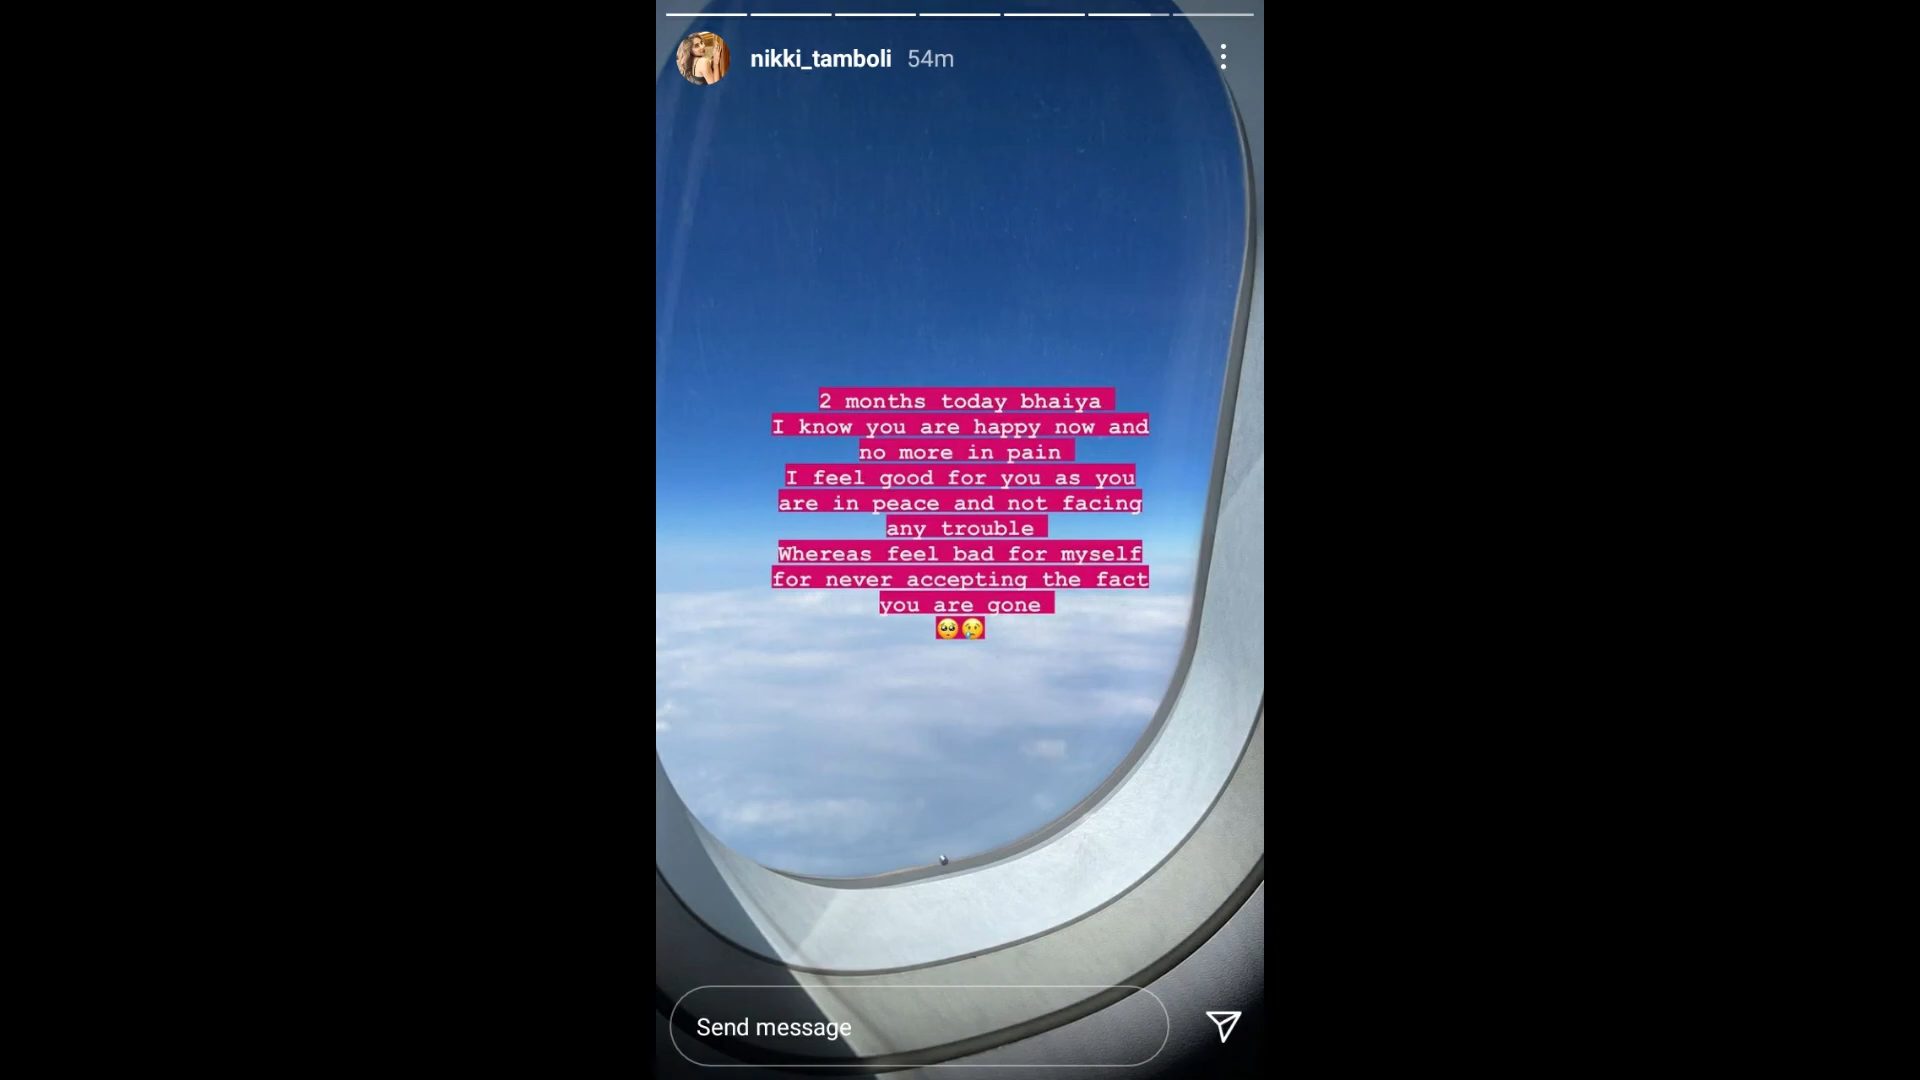 nikki_tamboli 54m
2 months today bhaiya
I know you are happy now and
no more in pain
I feel good for you as you
are in peace and not facing
any trouble
Whereas feel bad for myself
for never accepting the fact
you are gone
🥺😢
Send message